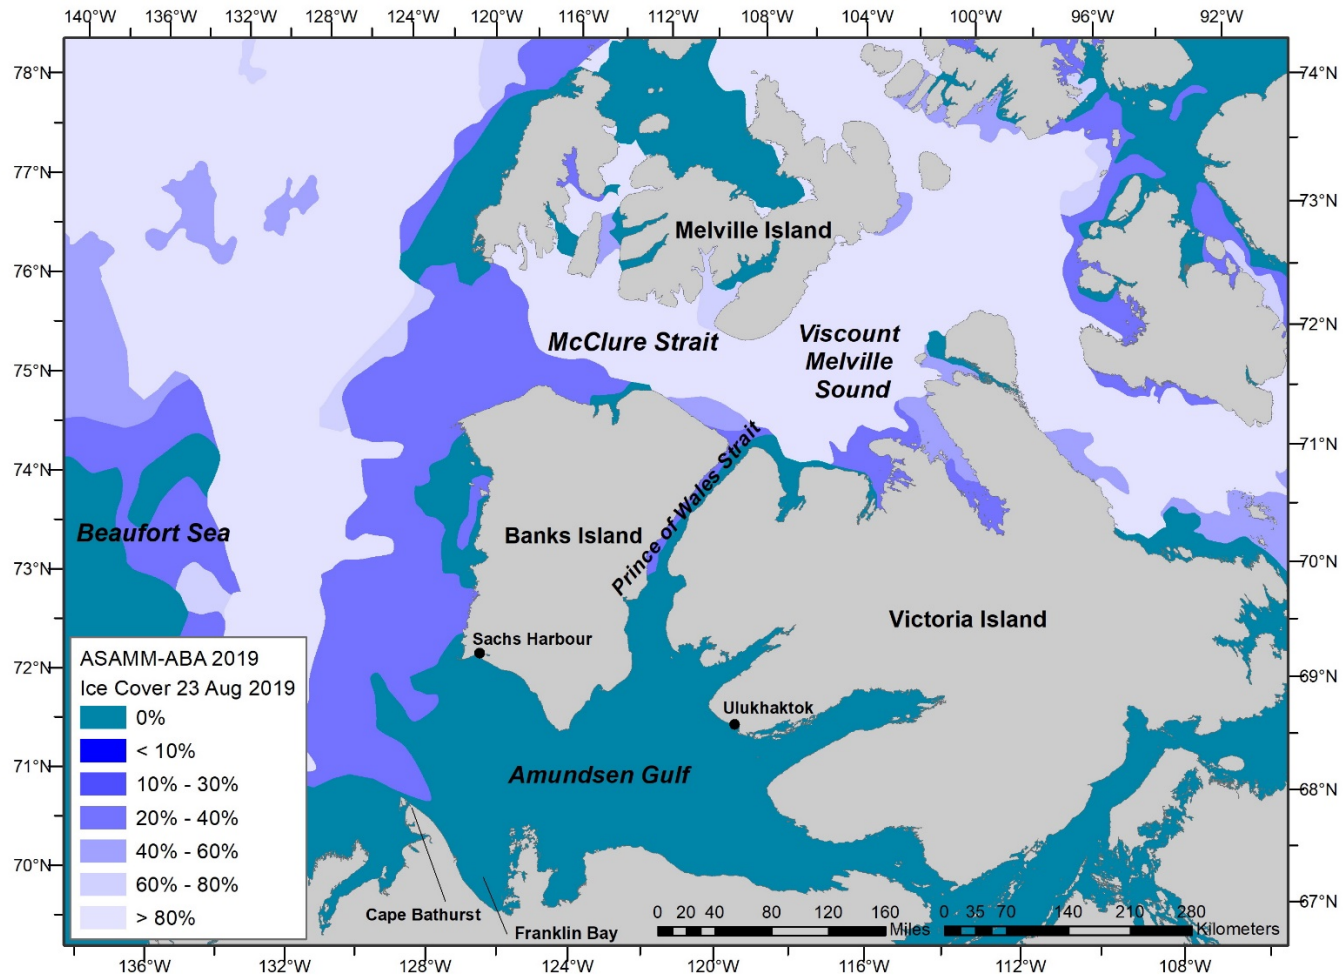 140°W 136°W 132°W 128°W 124°W 120°W 116°W 112°W 108°W 104°W 100°W 96°W 92°W
78°N 74°N
77°N
73°N
Melville Island
76°N
72°N
McClure Strait
Viscount
Melville
Sound
75°N
71°N
74°N
Prince of Wales Strait
Beaufort Sea
Banks Island
70°N
73°N
Victoria Island
Sachs Harbour
72°N
69°N
Ulukhaktok
71°N
Amundsen Gulf
68°N
70°N
67°N
ASAMM-ABA 2019
Ice Cover 23 Aug 2019
0%
< 10%
10% - 30%
20% - 40%
40% - 60%
60% - 80%
> 80%
Cape Bathurst
Franklin Bay
0 20 40 80 120 160
Miles
0 35 70 140 210 280
Kilometers
136°W 132°W 128°W 124°W 120°W 116°W 112°W 108°W